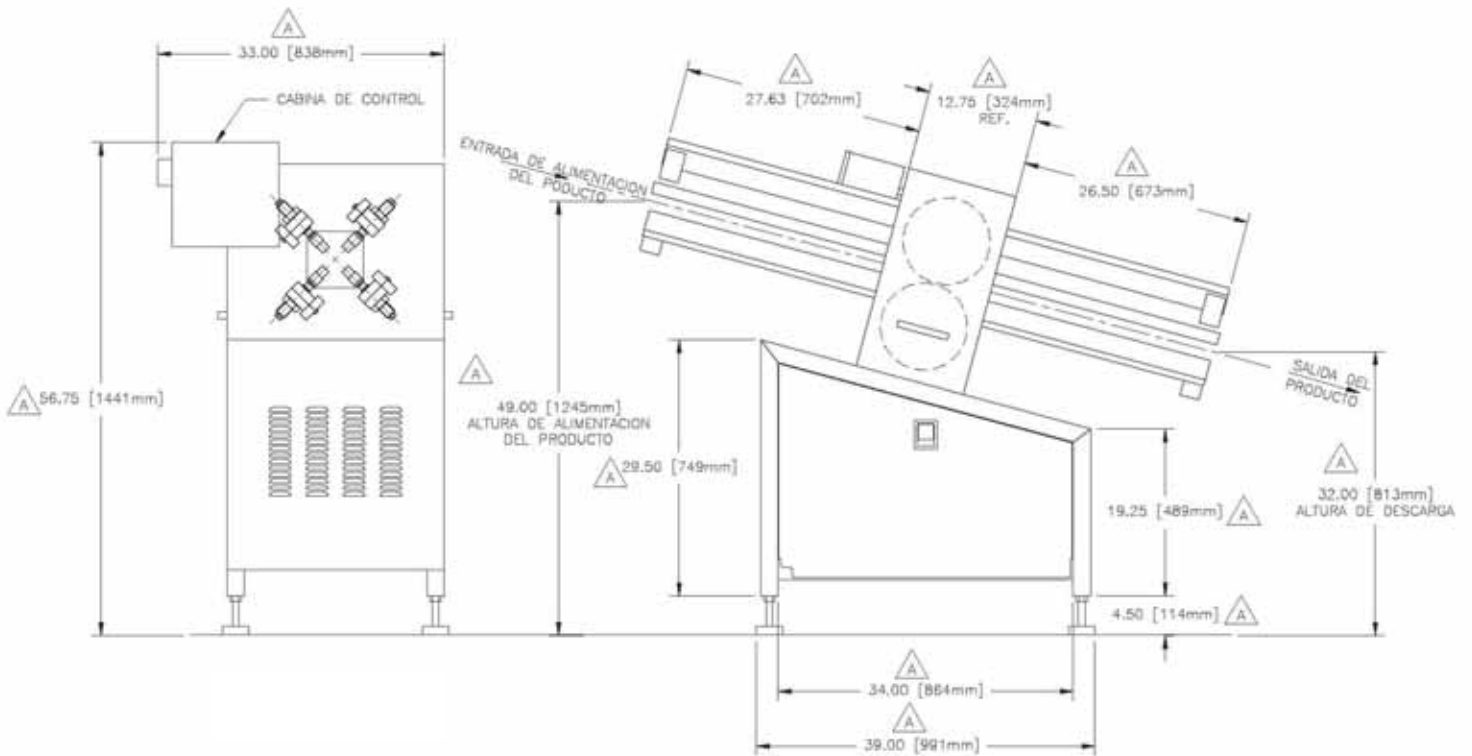 A
33.00 [838mm]
CABINA DE CONTROL
A 56.75 [1441mm]
A
27.63 [702mm]
A
12.75 [324mm]
REF.
A
26.50 [673mm]
ENTRADA DE ALIMENTACION
DEL PODUCTO
SALIDA DEL
PRODUCTO
A
49.00 [1245mm]
ALTURA DE ALIMENTACION
DEL PRODUCTO
A 29.50 [749mm]
19.25 [489mm] A
A
32.00 [813mm]
ALTURA DE DESCARGA
4.50 [114mm] A
A
34.00 [864mm]
A
39.00 [991mm]